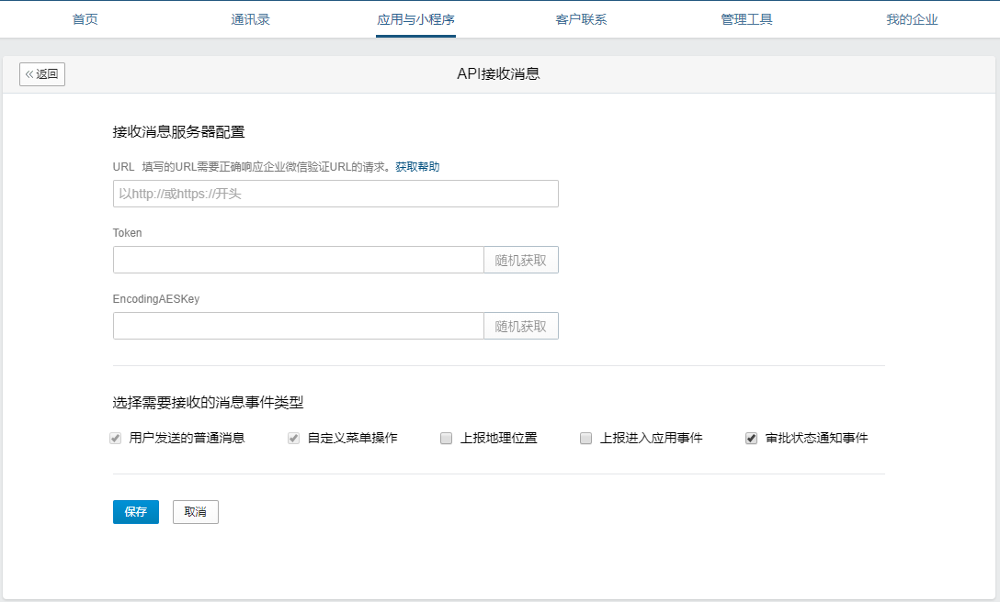 首页 通讯录 应用与小程序 客户联系 管理工具 我的企业
« 返回 API接收消息
接收消息服务器配置
URL 填写的URL需要正确响应企业微信验证URL的请求。获取帮助
以http://或https://开头
Token
随机获取
EncodingAESKey
随机获取
选择需要接收的消息事件类型
用户发送的普通消息 自定义菜单操作 上报地理位置 上报进入应用事件 审批状态通知事件
保存 取消